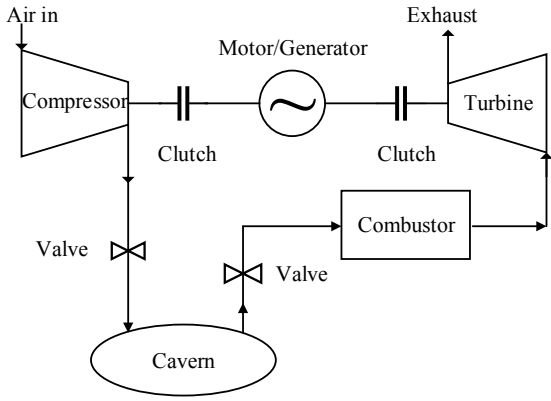 Air in
Exhaust
Motor/Generator
Compressor
Turbine
Clutch
Clutch
Combustor
Valve
Valve
Cavern